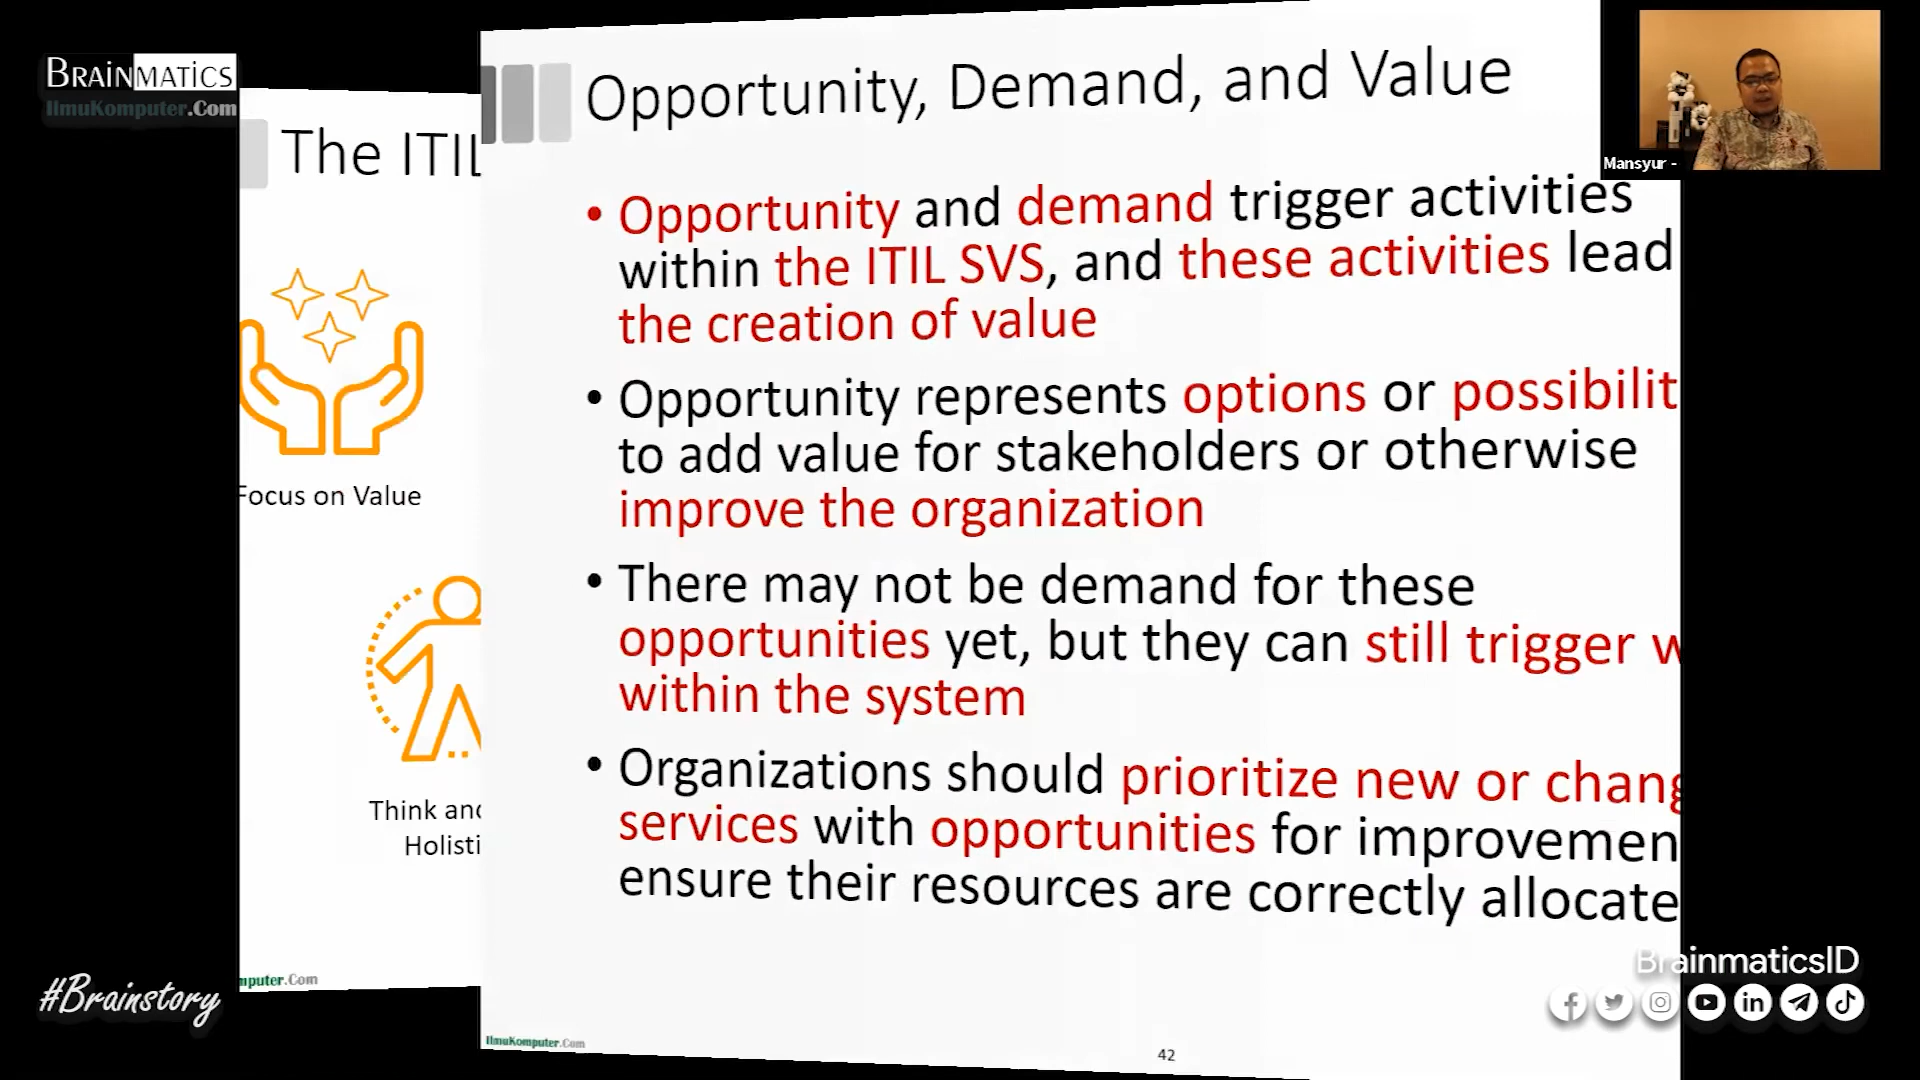 BRAINMATICS
IlmuKomputer.Com
The ITIL
Focus on Value
Think and
Holisti
mputer.Com
#Brainstory
Opportunity, Demand, and Value
• Opportunity and demand trigger activities
within the ITIL SVS, and these activities lead
the creation of value
• Opportunity represents options or possibilit
to add value for stakeholders or otherwise
improve the organization
• There may not be demand for these
opportunities yet, but they can still trigger w
within the system
• Organizations should prioritize new or chang
services with opportunities for improvemen
ensure their resources are correctly allocate
IlmuKomputer.Com
42
Mansyur -
BrainmaticsID